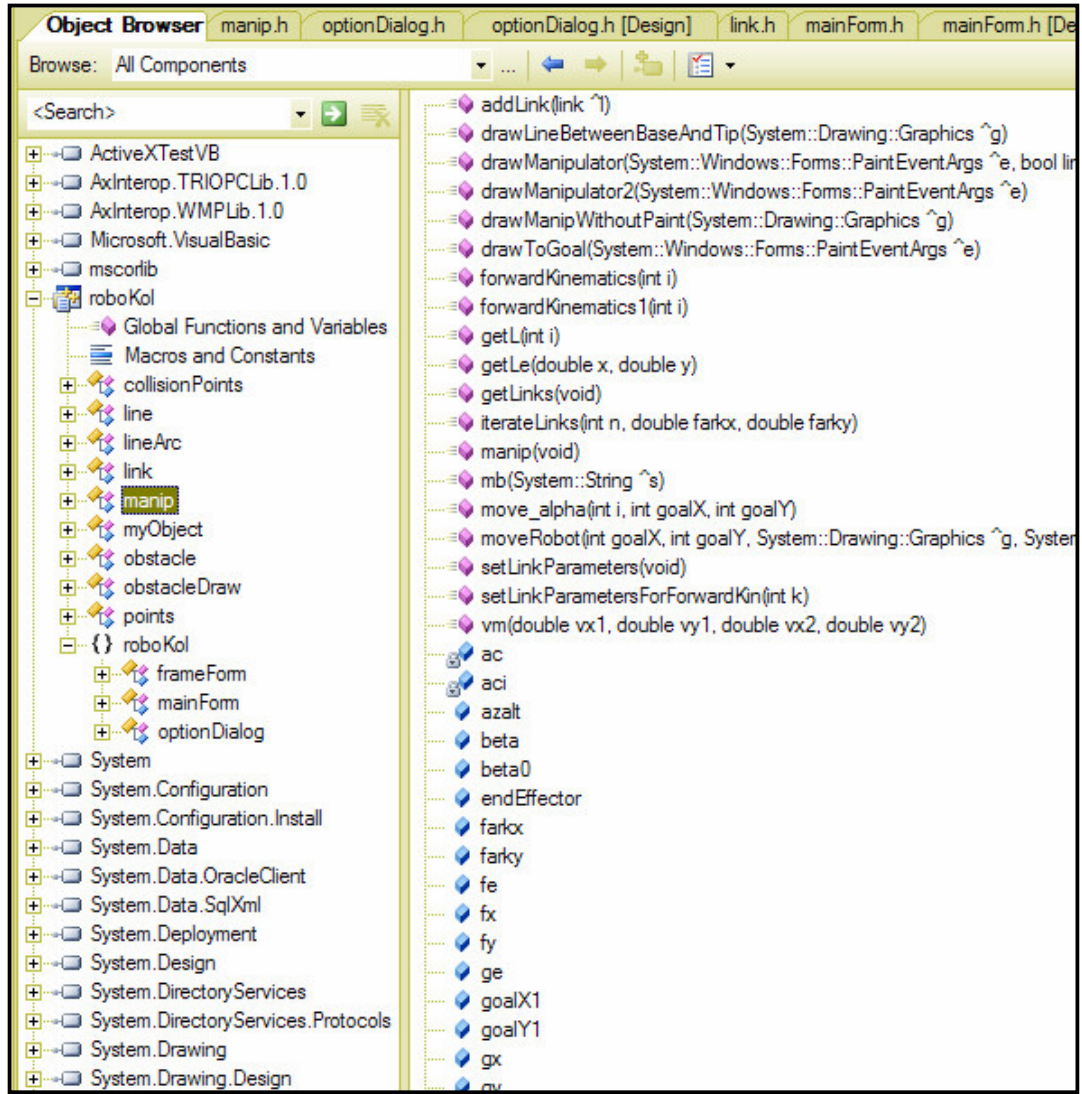 Object Browser manip.h optionDialog.h optionDialog.h [Design] link.h mainForm.h mainForm.h [De
Browse: All Components ...
<Search>
ActiveXTestVB
AxInterop.TRIOPCLib.1.0
AxInterop.WMPLib.1.0
Microsoft.VisualBasic
mscorlib
roboKol
Global Functions and Variables
Macros and Constants
collisionPoints
line
lineArc
link
manip
myObject
obstacle
obstacleDraw
points
{} roboKol
frameForm
mainForm
optionDialog
System
System.Configuration
System.Configuration.Install
System.Data
System.Data.OracleClient
System.Data.SqlXml
System.Deployment
System.Design
System.DirectoryServices
System.DirectoryServices.Protocols
System.Drawing
System.Drawing.Design
addLink(link ^l)
drawLineBetweenBaseAndTip(System::Drawing::Graphics ^g)
drawManipulator(System::Windows::Forms::PaintEventArgs ^e, bool lin
drawManipulator2(System::Windows::Forms::PaintEventArgs ^e)
drawManipWithoutPaint(System::Drawing::Graphics ^g)
drawToGoal(System::Windows::Forms::PaintEventArgs ^e)
forwardKinematics(int i)
forwardKinematics1(int i)
getL(int i)
getLe(double x, double y)
getLinks(void)
iterateLinks(int n, double farkx, double farky)
manip(void)
mb(System::String ^s)
move_alpha(int i, int goalX, int goalY)
moveRobot(int goalX, int goalY, System::Drawing::Graphics ^g, System
setLinkParameters(void)
setLinkParametersForForwardKin(int k)
vm(double vx1, double vy1, double vx2, double vy2)
ac
aci
azalt
beta
beta0
endEffector
farkx
farky
fe
fx
fy
ge
goalX1
goalY1
gx
gy